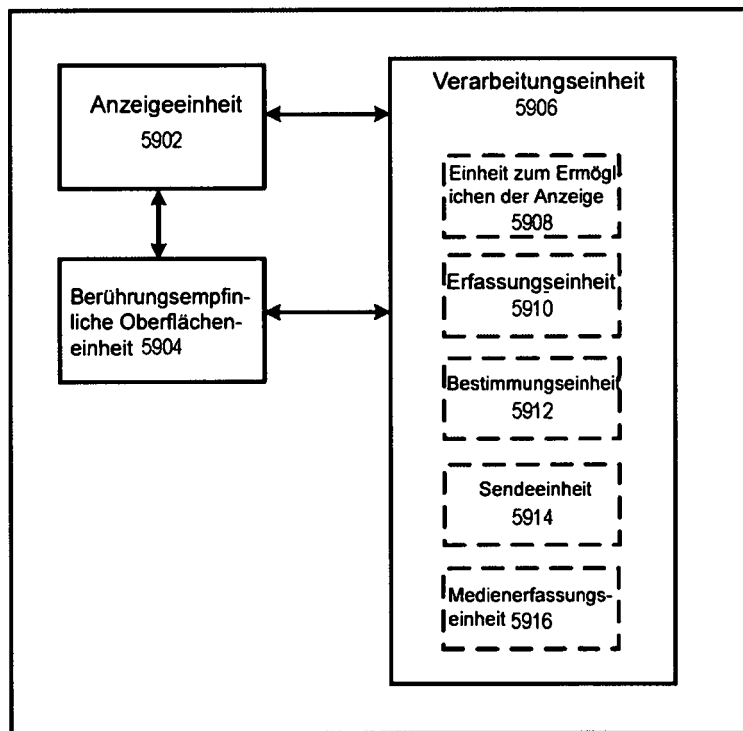 Anzeigeeinheit
5902
Berührungsempfin-
liche Oberflächen-
einheit 5904
Verarbeitungseinheit
5906
Einheit zum Ermögl
ichen der Anzeige
5908
Erfassungseinheit
5910
Bestimmungseinheit
5912
Sendeeinheit
5914
Medienerfassungs-
einheit 5916